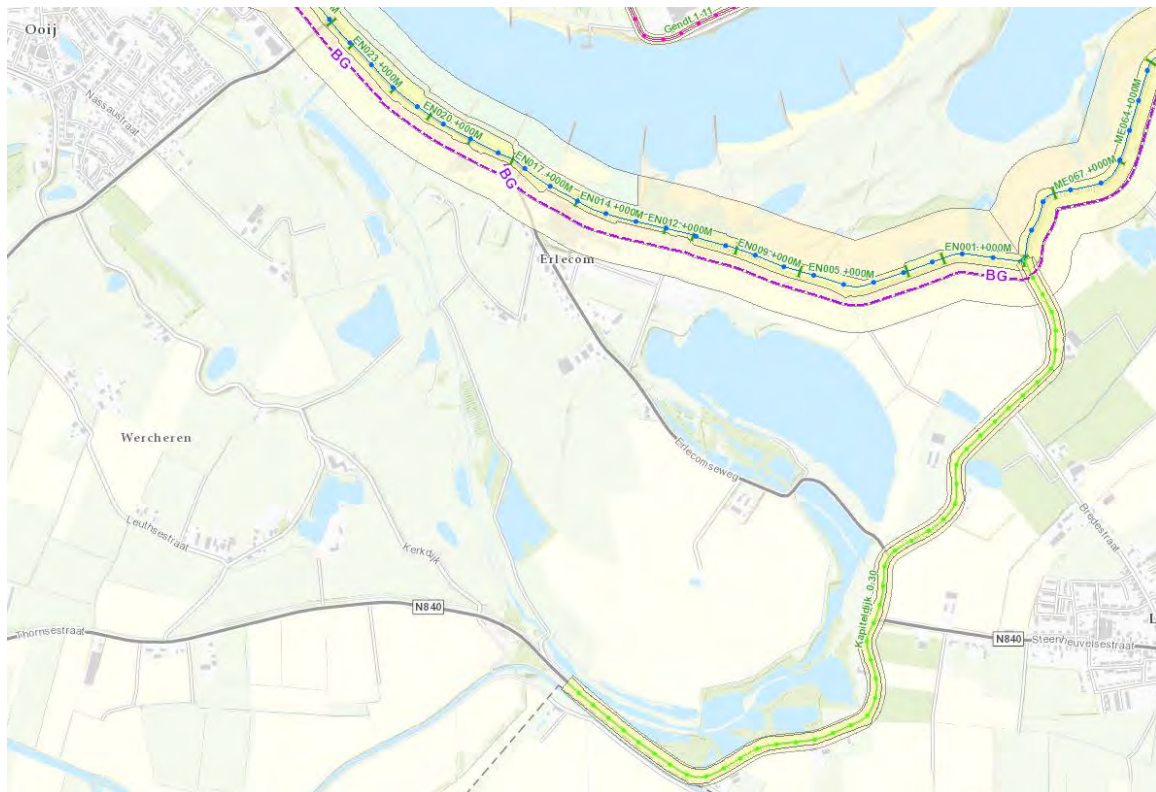 Ooij
Nassaustraat
Gendt 1-11
BG
EN023.+000M
EN020.+000M
BG
EN017.+000M
EN014.+000M
EN012.+000M
EN009.+000M
EN005.+000M
EN001.+000M
BG
ME067.+000M
ME064.+000M
Erlecom
Wercheren
Erlecomseweg
Leuthsestraat
Kerkdijk
Bredestraat
Kapiteldijk_0.30
N840
Thornsestraat
N840
Steenheuvelsestraat
L